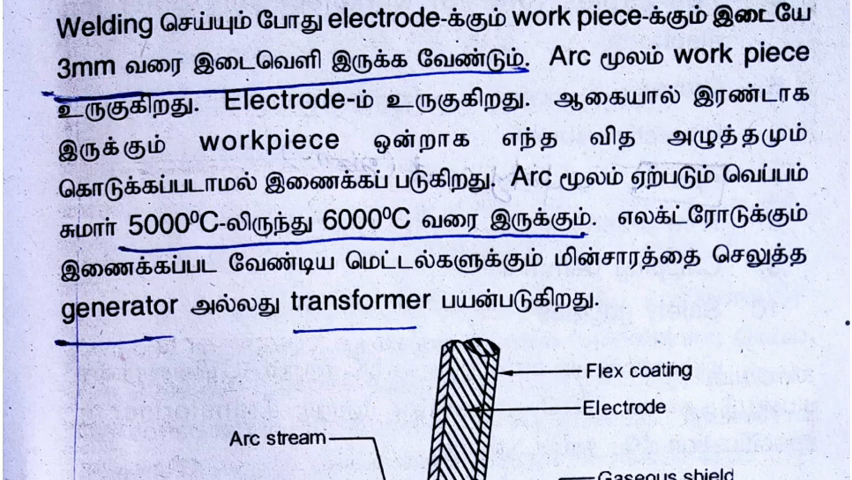 Welding செய்யும் போது electrode-க்கும் work piece-க்கும் இடையே
3mm வரை இடைவெளி இருக்க வேண்டும். Arc மூலம் work piece
உருகுகிறது. Electrode-ம் உருகுகிறது. ஆகையால் இரண்டாக
இருக்கும் workpiece ஒன்றாக எந்த வித அழுத்தமும்
கொடுக்கப்படாமல் இணைக்கப் படுகிறது. Arc மூலம் ஏற்படும் வெப்பம்
சுமார் 5000⁰C-லிருந்து 6000⁰C வரை இருக்கும். எலக்ட்ரோடுக்கும்
இணைக்கப்பட வேண்டிய மெட்டல்களுக்கும் மின்சாரத்தை செலுத்த
generator அல்லது transformer பயன்படுகிறது.
Flex coating
Electrode
Arc stream
Gaseous shield